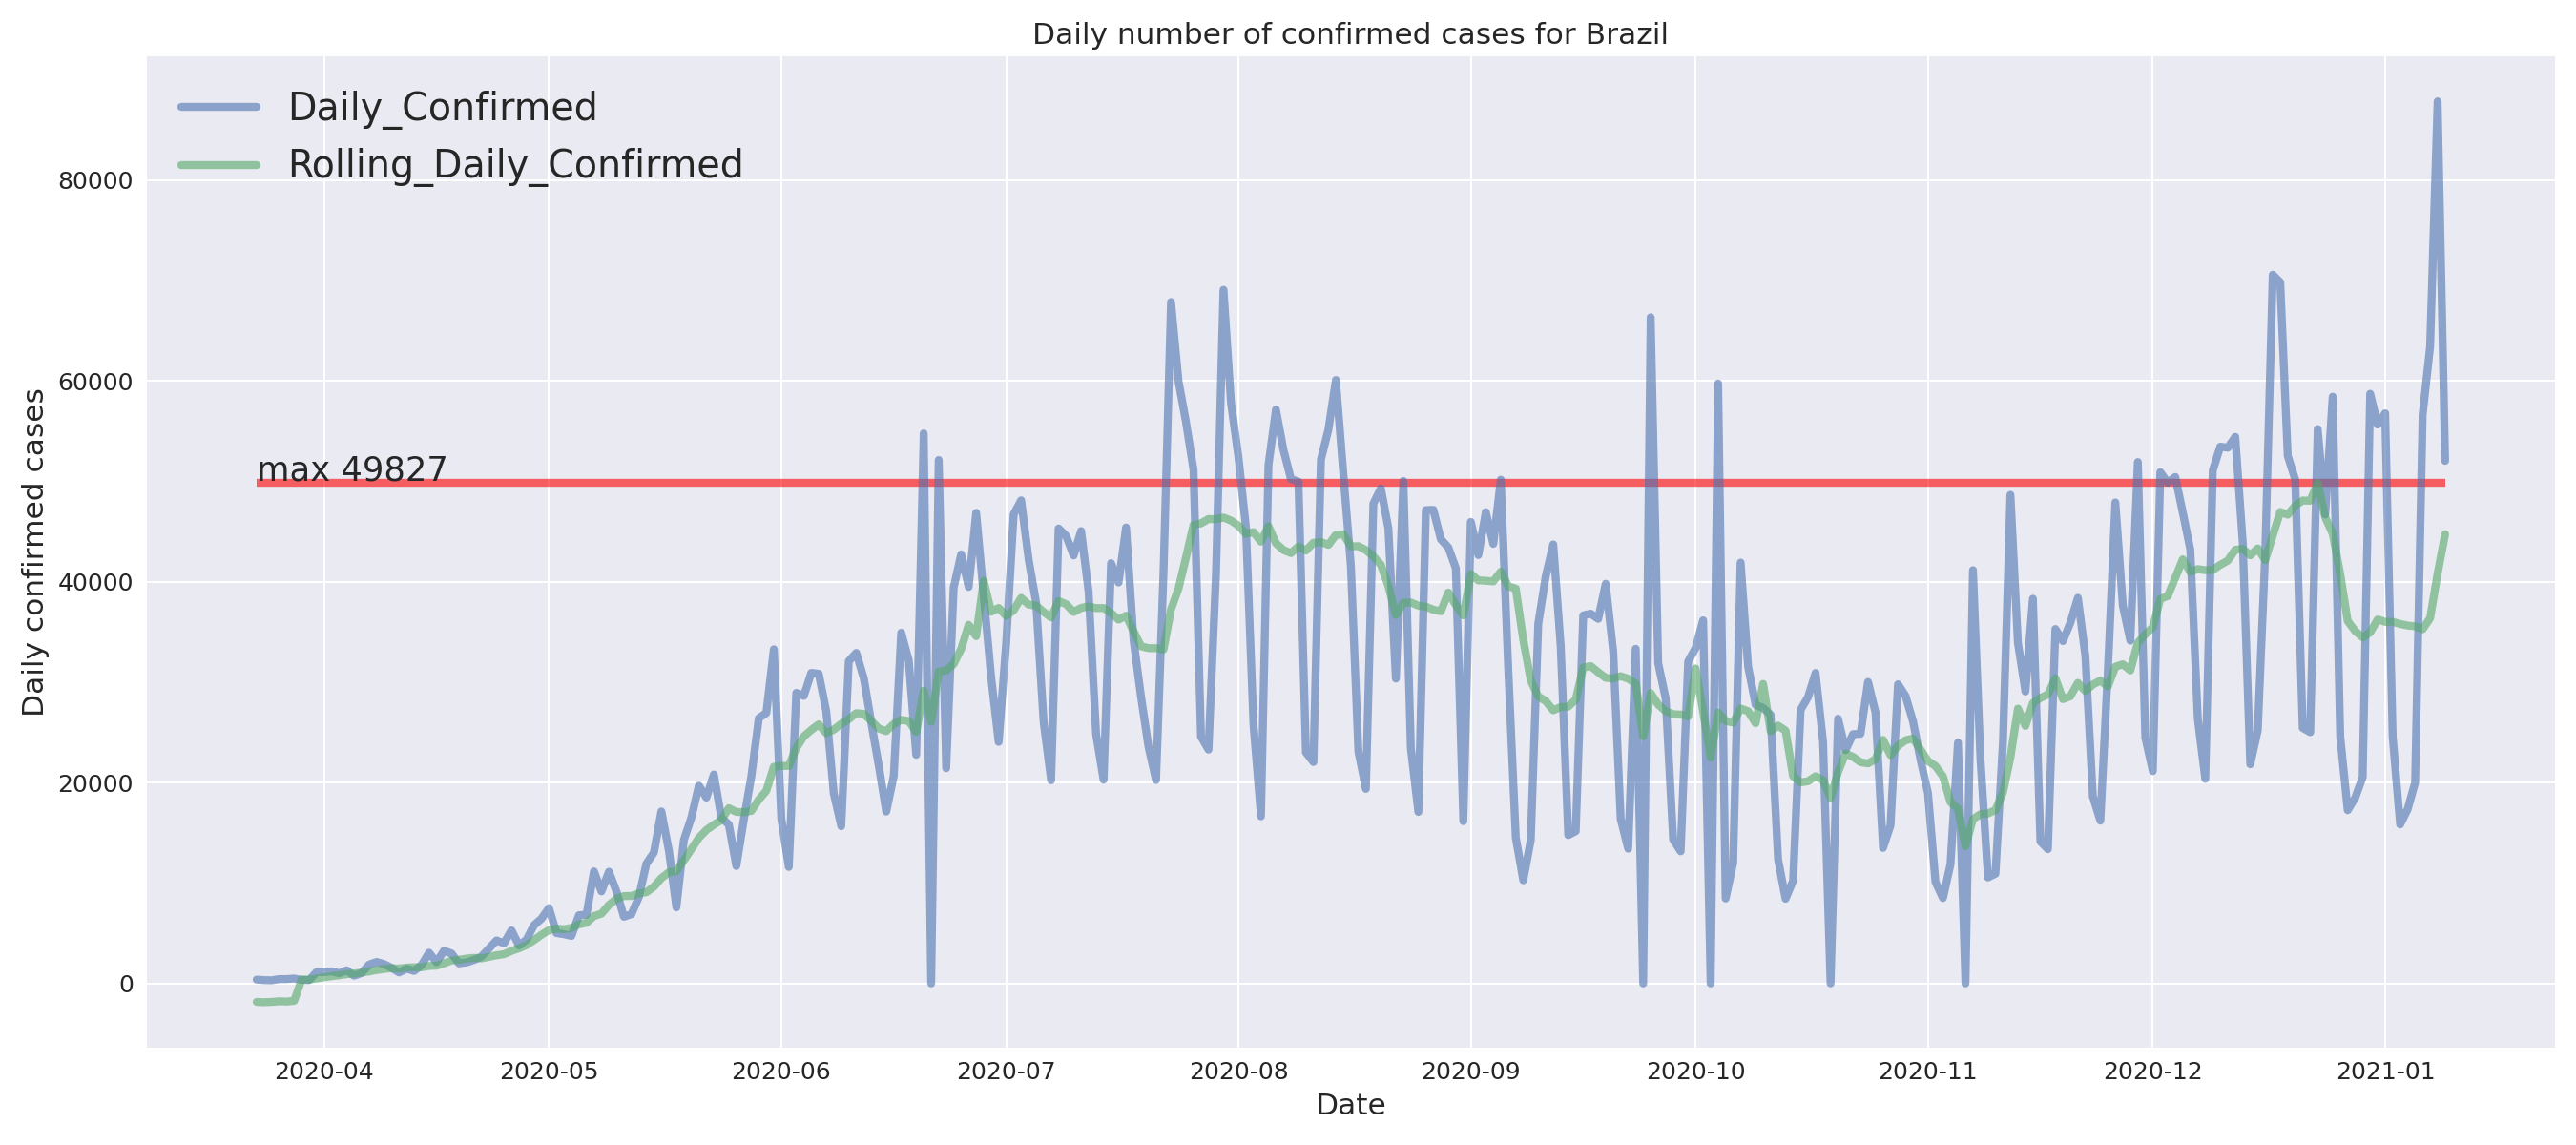 Daily number of confirmed cases for Brazil
Daily_Confirmed
Rolling_Daily_Confirmed
80000
60000
max 49827
40000
20000
0
Daily confirmed cases
2020-04 2020-05 2020-06 2020-07 2020-08 2020-09 2020-10 2020-11 2020-12 2021-01
Date